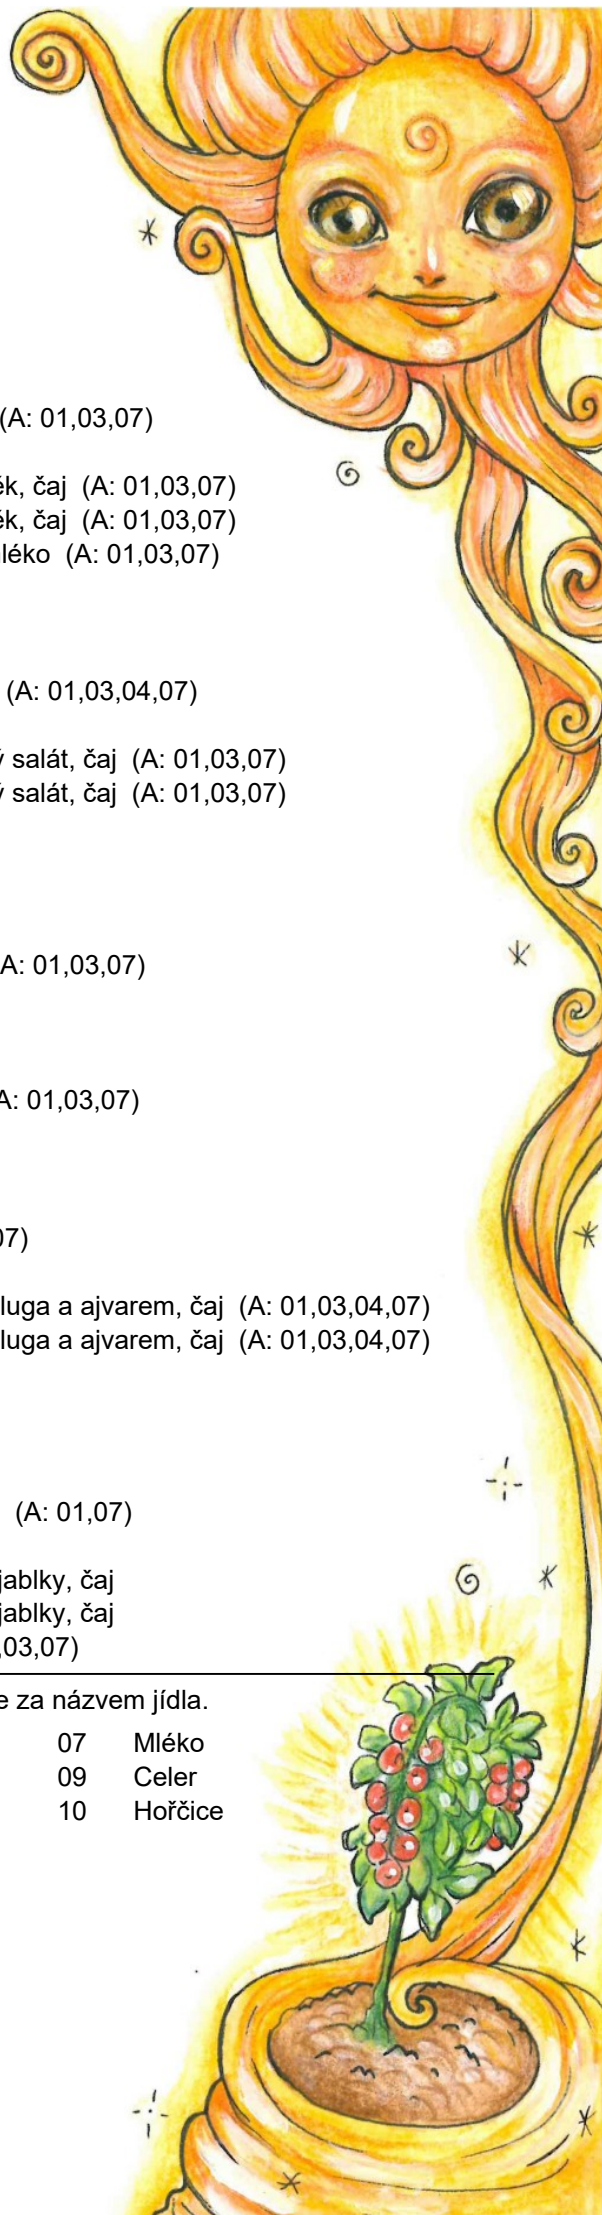 (A: 01,03,07)
ěk, čaj (A: 01,03,07)
ěk, čaj (A: 01,03,07)
léko (A: 01,03,07)
(A: 01,03,04,07)
ý salát, čaj (A: 01,03,07)
ý salát, čaj (A: 01,03,07)
A: 01,03,07)
A: 01,03,07)
07)
luga a ajvarem, čaj (A: 01,03,04,07)
luga a ajvarem, čaj (A: 01,03,04,07)
(A: 01,07)
jablky, čaj
jablky, čaj
,03,07)
e za názvem jídla.
07 Mléko
09 Celer
10 Hořčice